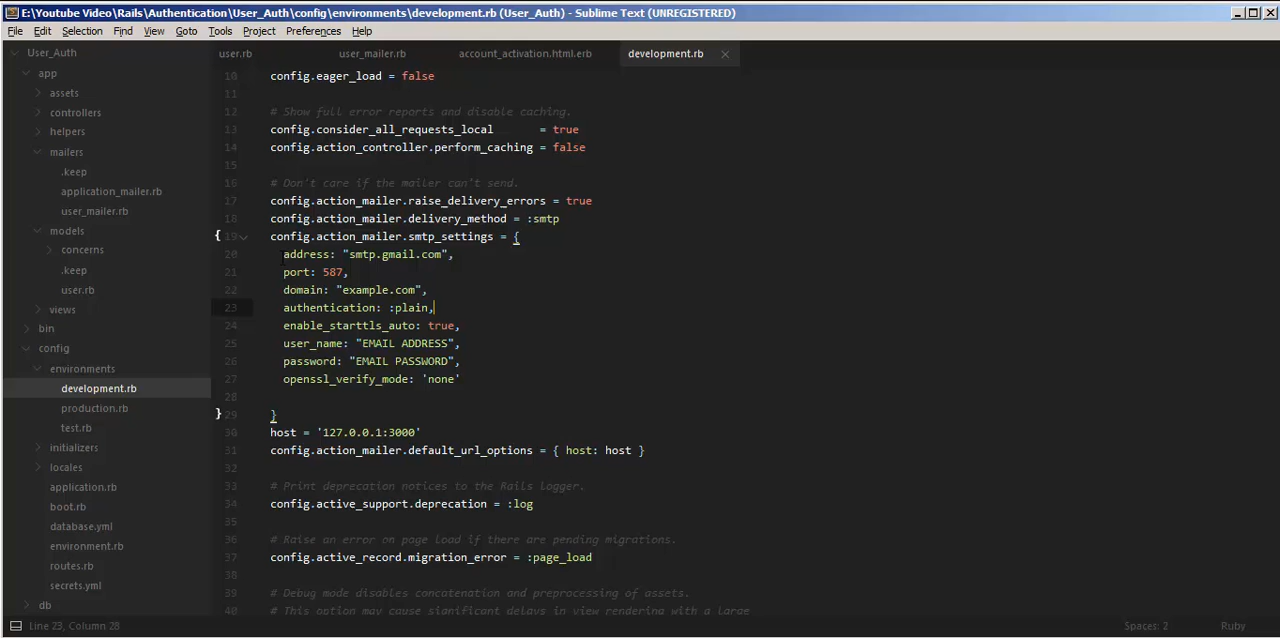 E:\Youtube Video\Rails\Authentication\User_Auth\config\environments\development.rb (User_Auth) - Sublime Text (UNREGISTERED)
File Edit Selection Find View Goto Tools Project Preferences Help
User_Auth
app
assets
controllers
helpers
mailers
.keep
application_mailer.rb
user_mailer.rb
models
concerns
.keep
user.rb
views
bin
config
environments
development.rb
production.rb
test.rb
initializers
locales
application.rb
boot.rb
database.yml
environment.rb
routes.rb
secrets.yml
db
user.rb user_mailer.rb account_activation.html.erb development.rb
10 config.eager_load = false
11
12 # Show full error reports and disable caching.
13 config.consider_all_requests_local       = true
14 config.action_controller.perform_caching = false
15
16 # Don't care if the mailer can't send.
17 config.action_mailer.raise_delivery_errors = true
18 config.action_mailer.delivery_method = :smtp
19 config.action_mailer.smtp_settings = {
20 address: "smtp.gmail.com",
21 port: 587,
22 domain: "example.com",
23 authentication: :plain,
24 enable_starttls_auto: true,
25 user_name: "EMAIL ADDRESS",
26 password: "EMAIL PASSWORD",
27 openssl_verify_mode: 'none'
28
29 }
30 host = '127.0.0.1:3000'
31 config.action_mailer.default_url_options = { host: host }
32
33 # Print deprecation notices to the Rails Logger.
34 config.active_support.deprecation = :log
35
36 # Raise an error on page load if there are pending migrations.
37 config.active_record.migration_error = :page_load
38
39 # Debug mode disables concatenation and preprocessing of assets.
40 # This option may cause significant delays in view rendering with a large
Line 23, Column 28 Spaces: 2 Ruby